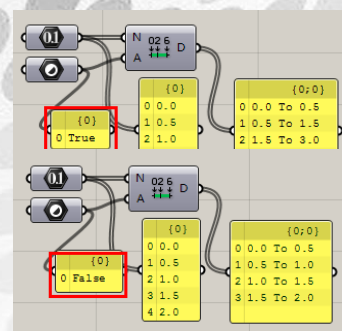 0.1
N
026
D
A
{0}
0 0.0
1 0.5
2 1.0
{0;0}
0 0.0 To 0.5
1 0.5 To 1.5
2 1.5 To 3.0
{0}
0 True
0.1
N
026
D
A
{0}
0 0.0
1 0.5
2 1.0
3 1.5
4 2.0
{0;0}
0 0.0 To 0.5
1 0.5 To 1.0
2 1.0 To 1.5
3 1.5 To 2.0
{0}
0 False